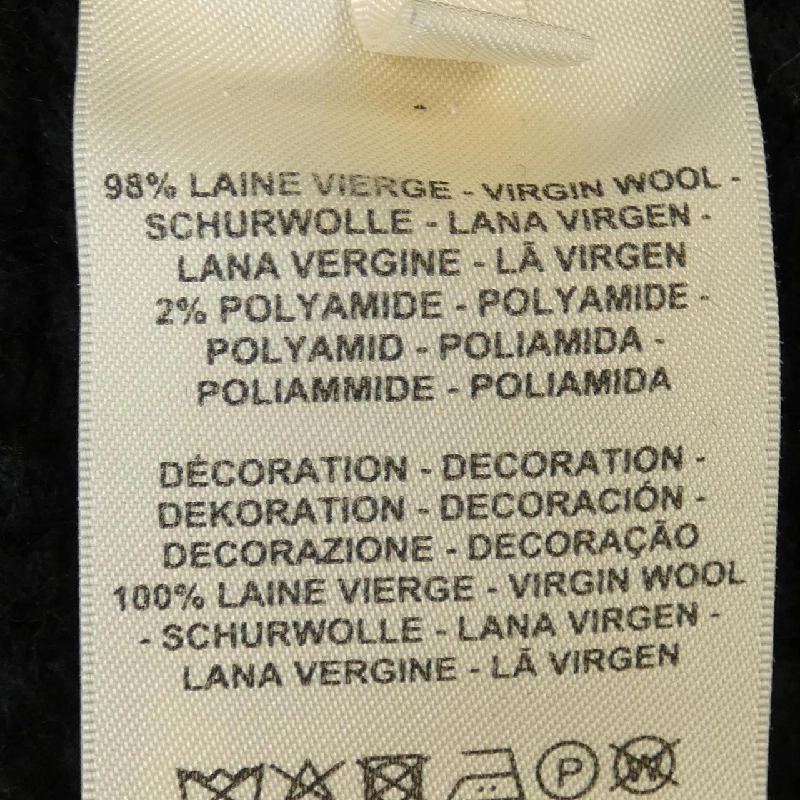 98% LAINE VIERGE - VIRGIN WOOL -
SCHURWOLLE - LANA VIRGEN -
LANA VERGINE - LÃ VIRGEN
2% POLYAMIDE - POLYAMIDE -
POLYAMID - POLIAMIDA -
POLIAMMIDE - POLIAMIDA
DÉCORATION - DECORATION -
DEKORATION - DECORACIÓN -
DECORAZIONE - DECORAÇÃO
100% LAINE VIERGE - VIRGIN WOOL
- SCHURWOLLE - LANA VIRGEN -
LANA VERGINE - LÃ VIRGEN
P W